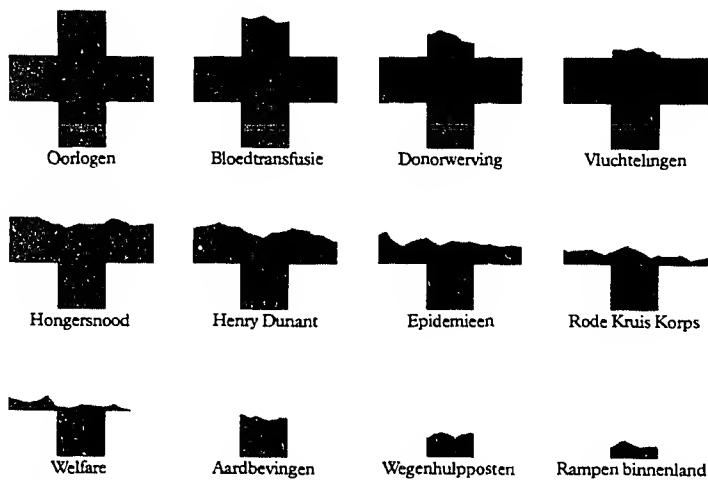 Oorlogen
Bloedtransfusie
Donorwerving
Vluchtelingen
Hongersnood
Henry Dunant
Epidemieen
Rode Kruis Korps
Welfare
Aardbevingen
Wegenhulpposten
Rampen binnenland